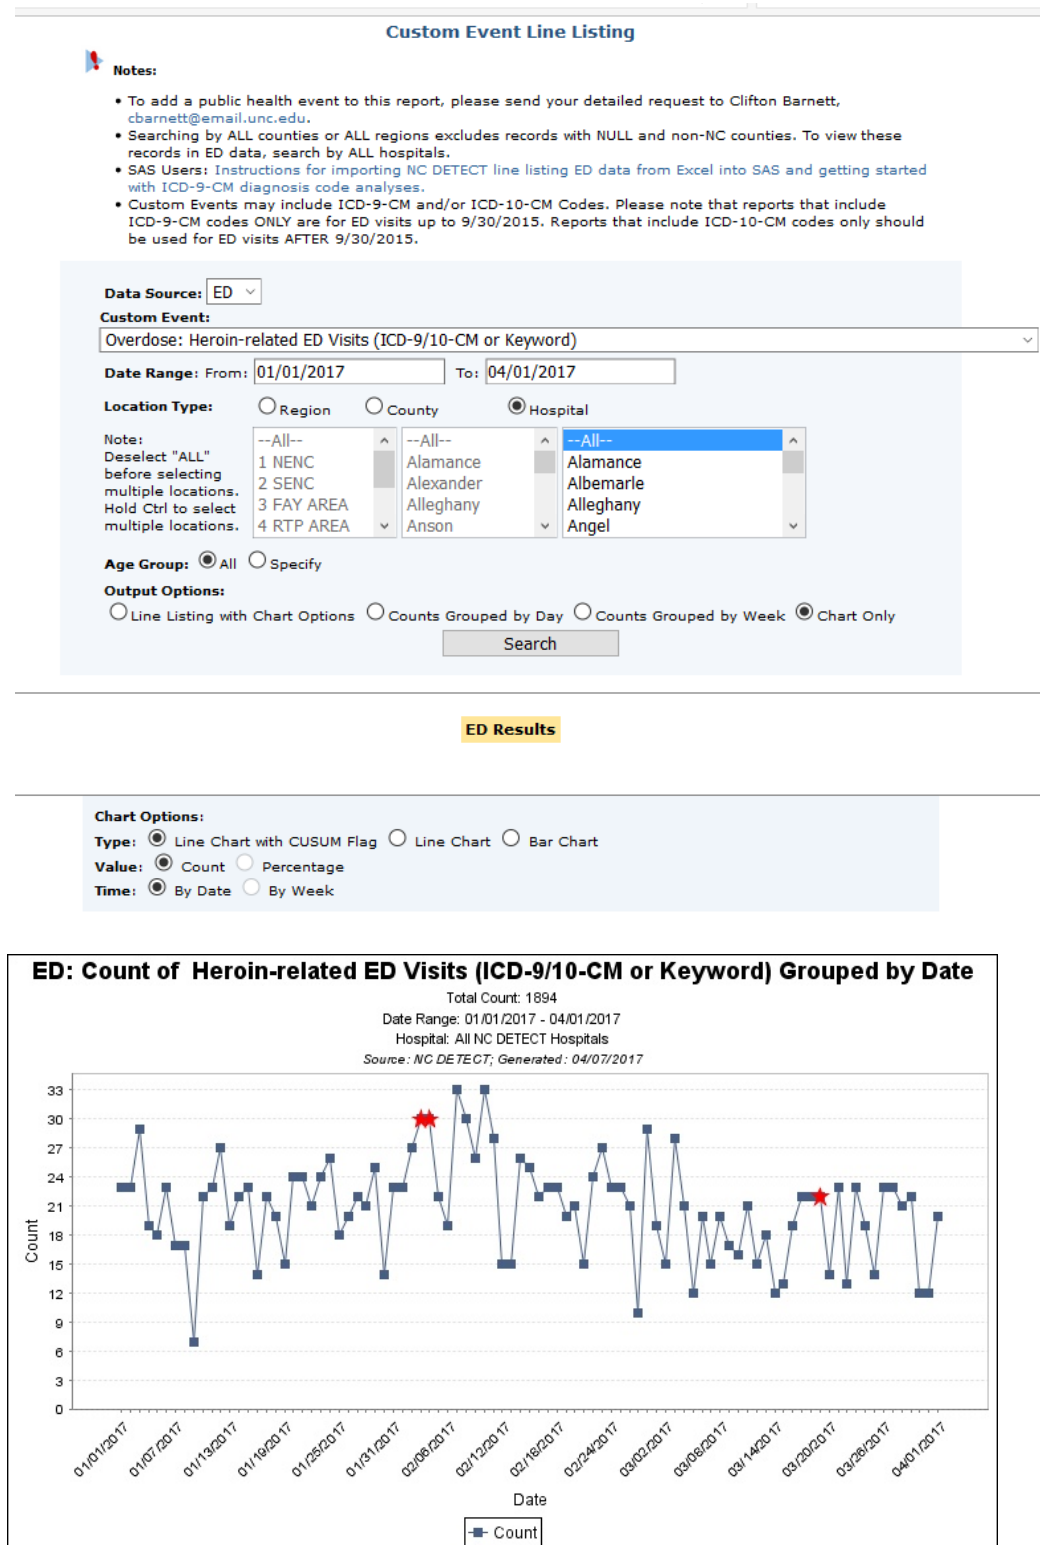 Custom Event Line Listing
Notes:
• To add a public health event to this report, please send your detailed request to Clifton Barnett,
cbarnett@email.unc.edu.
• Searching by ALL counties or ALL regions excludes records with NULL and non-NC counties. To view these
records in ED data, search by ALL hospitals.
• SAS Users: Instructions for importing NC DETECT line listing ED data from Excel into SAS and getting started
with ICD-9-CM diagnosis code analyses.
• Custom Events may include ICD-9-CM and/or ICD-10-CM Codes. Please note that reports that include
ICD-9-CM codes ONLY are for ED visits up to 9/30/2015. Reports that include ICD-10-CM codes only should
be used for ED visits AFTER 9/30/2015.
Data Source: ED
Custom Event:
Overdose: Heroin-related ED Visits (ICD-9/10-CM or Keyword)
Date Range: From: 01/01/2017 To: 04/01/2017
Location Type: Region County Hospital
Note:
Deselect "ALL"
before selecting
multiple locations.
Hold Ctrl to select
multiple locations.
--All--
1 NENC
2 SENC
3 FAY AREA
4 RTP AREA
--All--
Alamance
Alexander
Alleghany
Anson
--All--
Alamance
Albemarle
Alleghany
Angel
Age Group: All Specify
Output Options:
Line Listing with Chart Options Counts Grouped by Day Counts Grouped by Week Chart Only
Search
ED Results
Chart Options:
Type: Line Chart with CUSUM Flag Line Chart Bar Chart
Value: Count Percentage
Time: By Date By Week
ED: Count of Heroin-related ED Visits (ICD-9/10-CM or Keyword) Grouped by Date
Total Count: 1894
Date Range: 01/01/2017 - 04/01/2017
Hospital: All NC DETECT Hospitals
Source: NC DETECT; Generated: 04/07/2017
33
30
27
24
21
18
15
12
9
6
3
0
Count
01/01/2017
01/07/2017
01/13/2017
01/19/2017
01/25/2017
01/31/2017
02/06/2017
02/12/2017
02/18/2017
02/24/2017
03/02/2017
03/08/2017
03/14/2017
03/20/2017
03/26/2017
04/01/2017
Date
Count